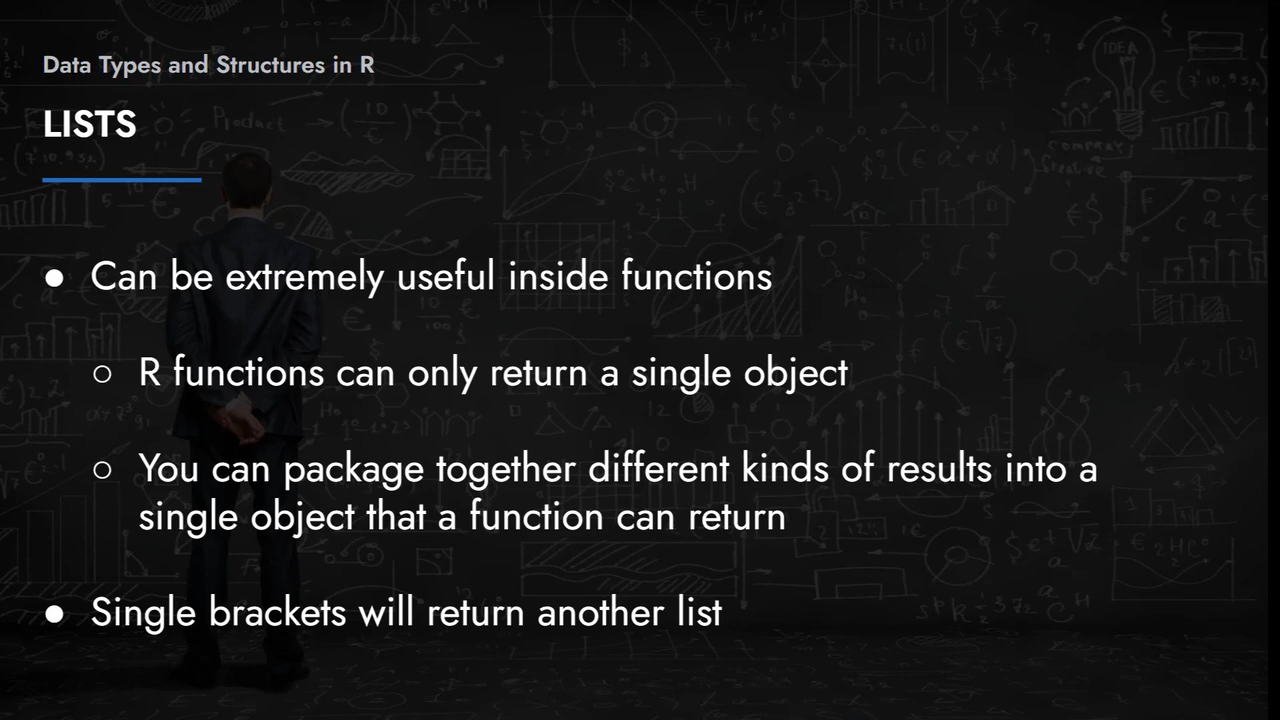 Data Types and Structures in R
LISTS
● Can be extremely useful inside functions
○ R functions can only return a single object
○ You can package together different kinds of results into a
single object that a function can return
● Single brackets will return another list
IDEA
Product